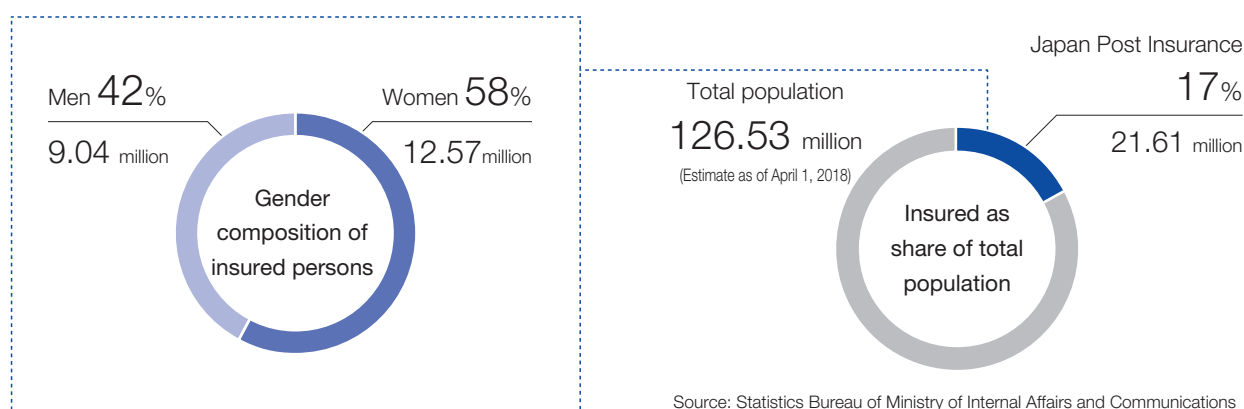 Men 42%
9.04 million
Women 58%
12.57million
Gender
composition of
insured persons
Total population
126.53 million
(Estimate as of April 1, 2018)
Japan Post Insurance
17%
21.61 million
Insured as
share of total
population
Source: Statistics Bureau of Ministry of Internal Affairs and Communications